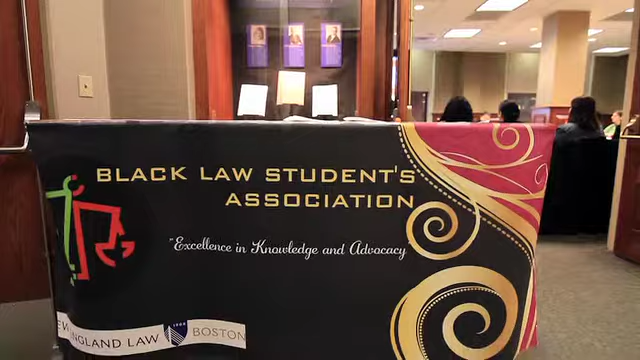 BLACK LAW STUDENT'S
ASSOCIATION
"Excellence in Knowledge and Advocacy"
ENGLAND LAW BOSTON